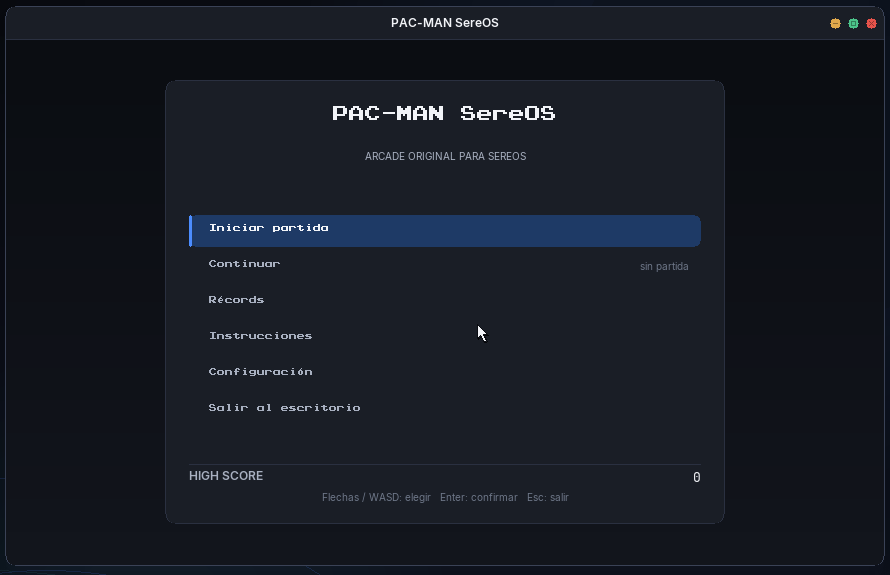 PAC-MAN SereOS
PAC-MAN SereOS
ARCADE ORIGINAL PARA SEREOS
Iniciar partida
Continuar sin partida
Récords
Instrucciones
Configuración
Salir al escritorio
HIGH SCORE 0
Flechas / WASD: elegir Enter: confirmar Esc: salir